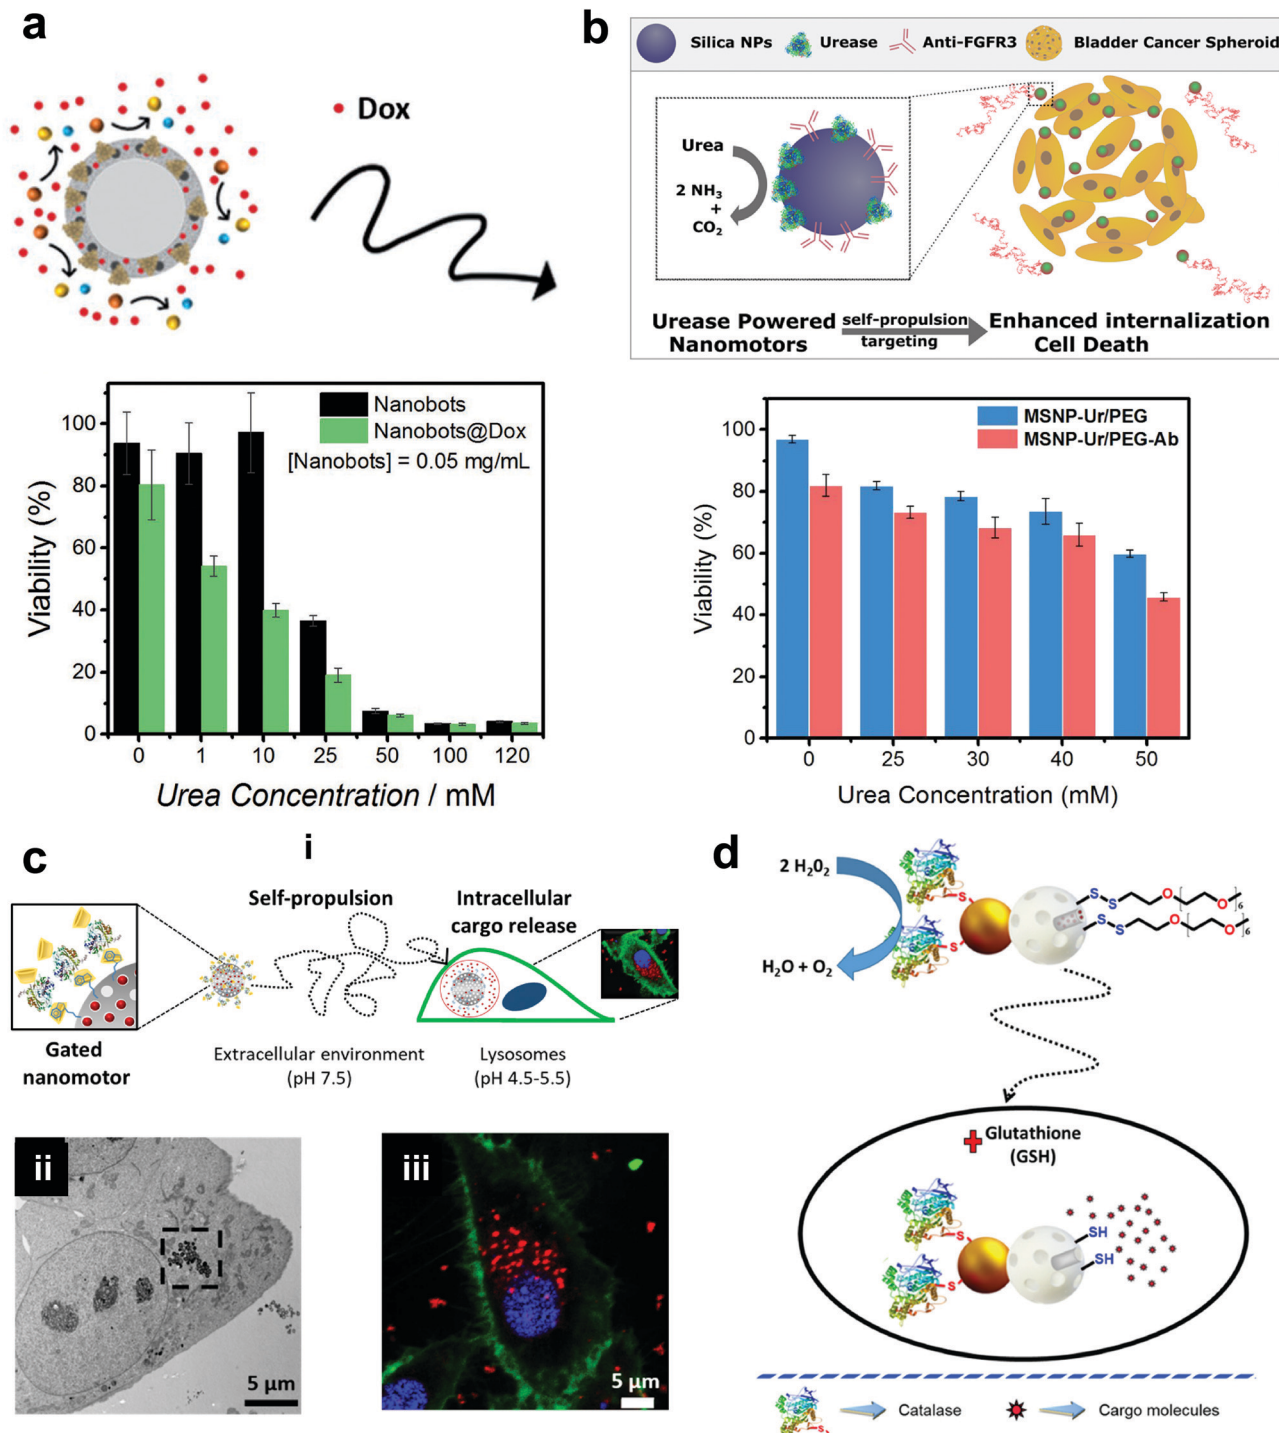 a
Dox
Nanobots
Nanobots@Dox
[Nanobots] = 0.05 mg/mL
Viability (%)
100
80
60
40
20
0
0 1 10 25 50 100 120
Urea Concentration / mM
b
Silica NPs Urease Anti-FGFR3 Bladder Cancer Spheroid
Urea
2 NH₃
+
CO₂
Urease Powered
Nanomotors
self-propulsion
targeting
Enhanced internalization
Cell Death
MSNP-Ur/PEG
MSNP-Ur/PEG-Ab
Viability (%)
100
80
60
40
20
0
0 25 30 40 50
Urea Concentration (mM)
c
i
Self-propulsion
Intracellular
cargo release
Gated
nanomotor
Extracellular environment
(pH 7.5)
Lysosomes
(pH 4.5-5.5)
ii
5 µm
iii
5 µm
d
2 H₂0₂
H₂O + O₂
S
S
S
S
O
O
6
S
S
O
O
6
Glutathione
(GSH)
S
S
SH
SH
Catalase
Cargo molecules
S